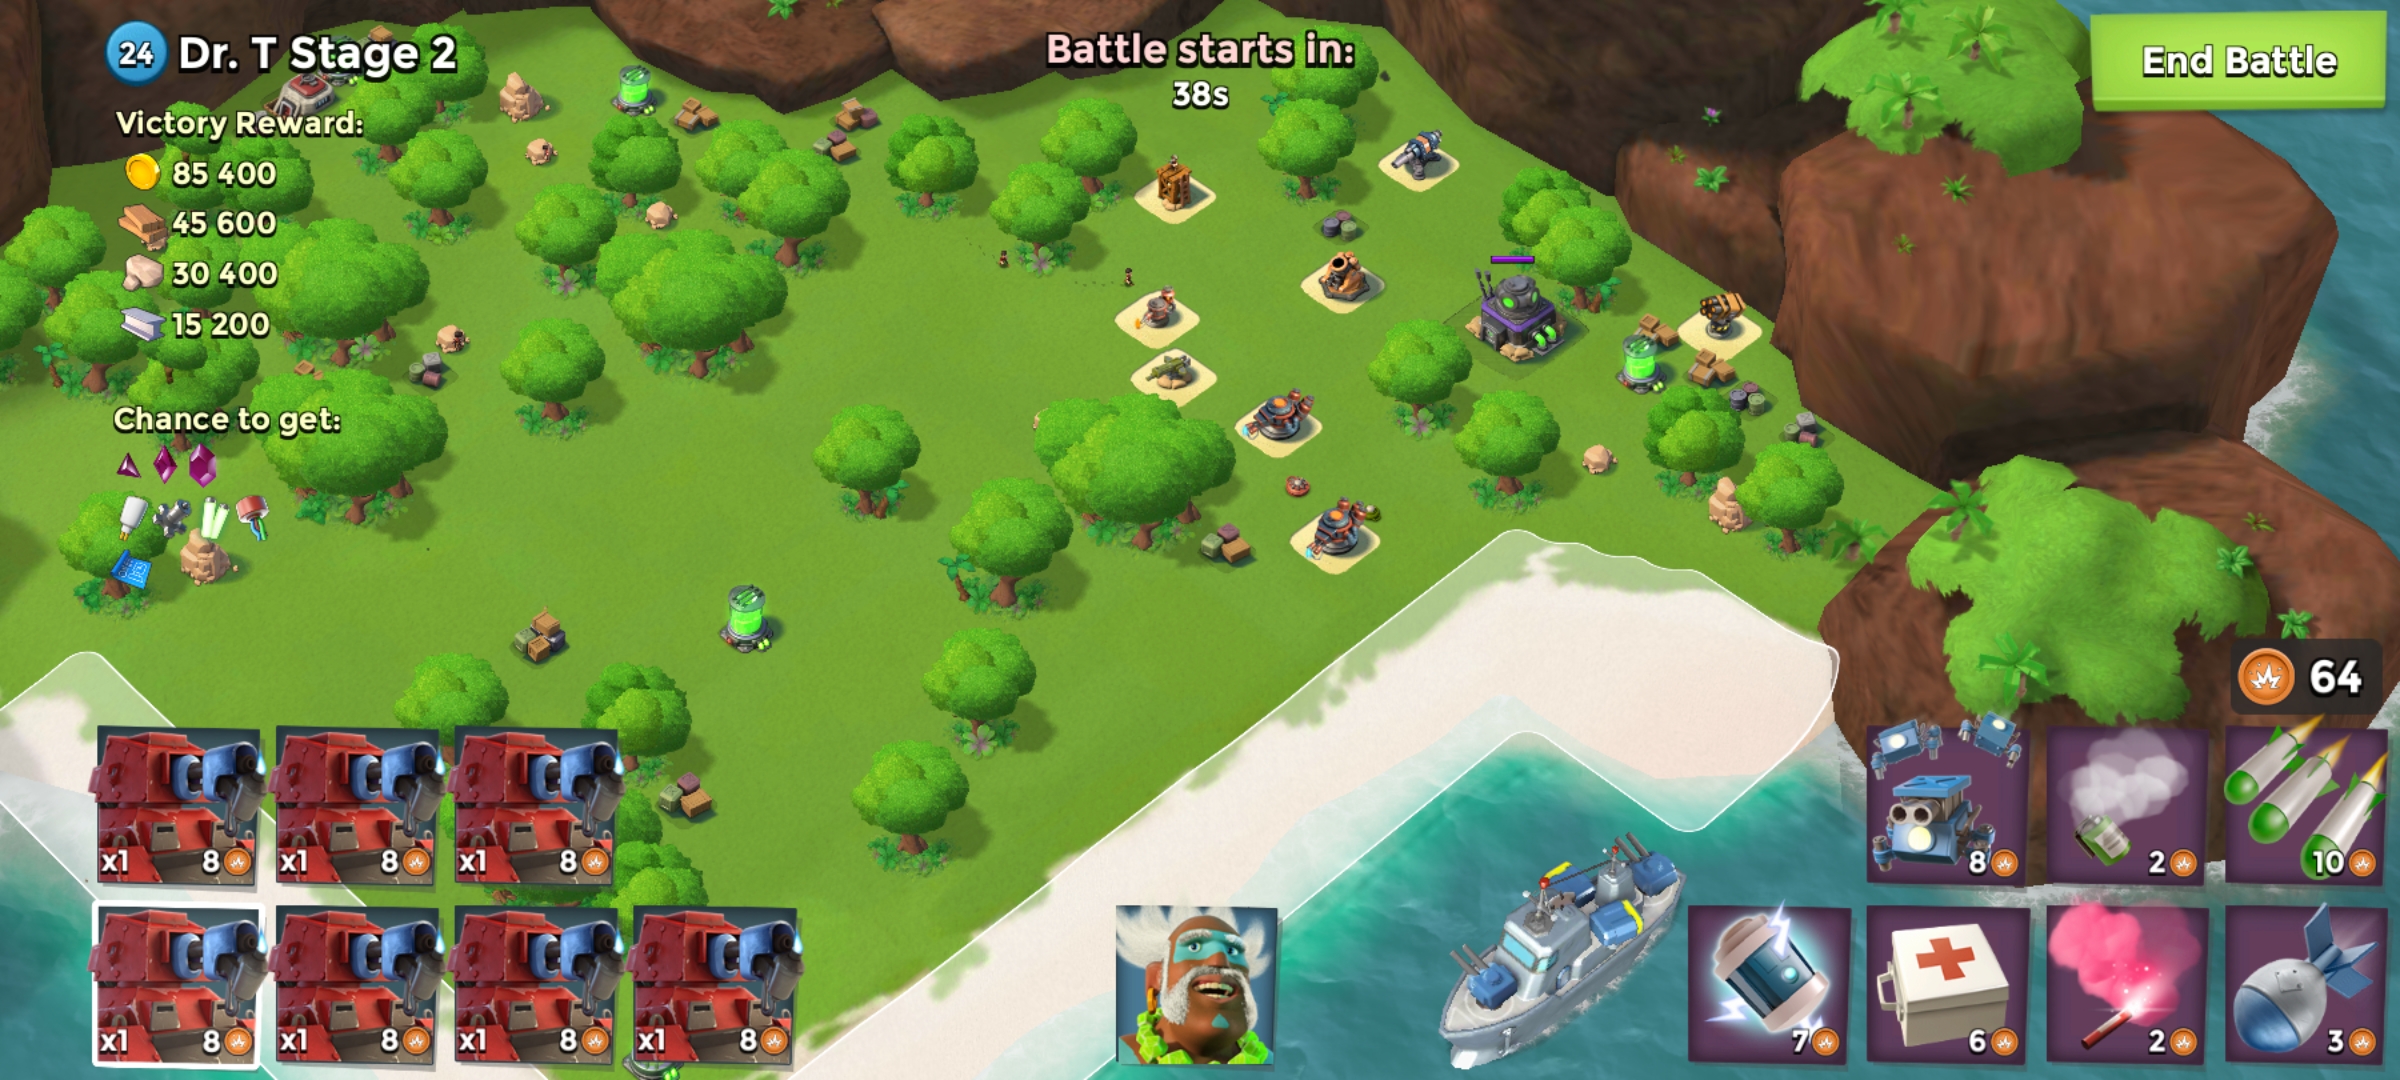 24 Dr. T Stage 2
Battle starts in:
38s
End Battle
Victory Reward:
85 400
45 600
30 400
15 200
Chance to get:
64
x1 8
x1 8
x1 8
8
2
10
x1 8
x1 8
x1 8
x1 8
7
6
2
3